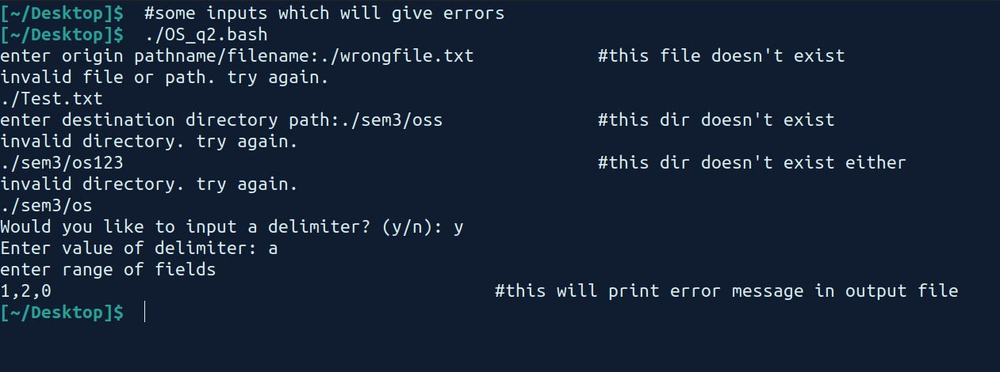 [~/Desktop]$ #some inputs which will give errors
[~/Desktop]$ ./OS_q2.bash
enter origin pathname/filename:./wrongfile.txt #this file doesn't exist
invalid file or path. try again.
./Test.txt
enter destination directory path:./sem3/oss #this dir doesn't exist
invalid directory. try again.
./sem3/os123 #this dir doesn't exist either
invalid directory. try again.
./sem3/os
Would you like to input a delimiter? (y/n): y
Enter value of delimiter: a
enter range of fields
1,2,0 #this will print error message in output file
[~/Desktop]$